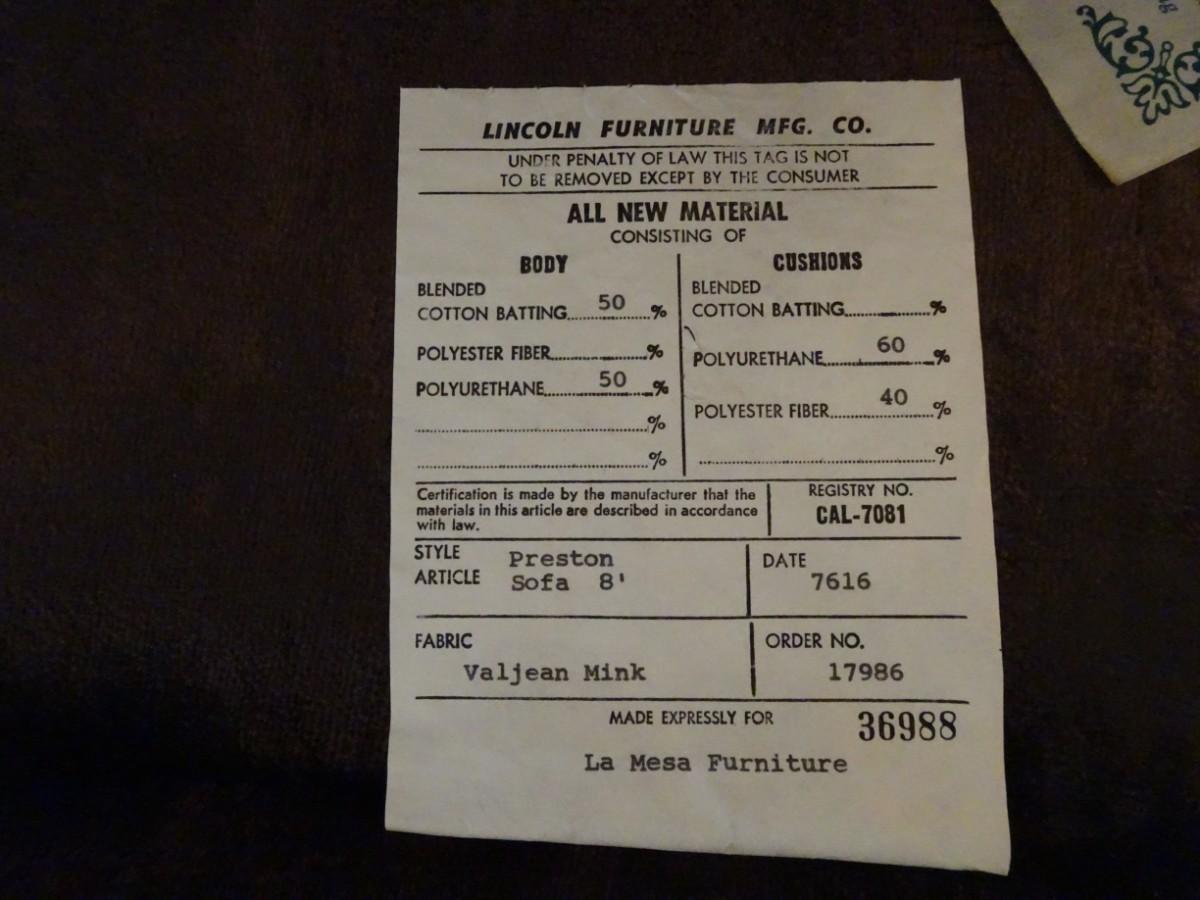 LINCOLN FURNITURE MFG. CO.
UNDER PENALTY OF LAW THIS TAG IS NOT
TO BE REMOVED EXCEPT BY THE CONSUMER
ALL NEW MATERIAL
CONSISTING OF
BODY
BLENDED
COTTON BATTING 50 %
POLYESTER FIBER %
POLYURETHANE 50 %
%
%
CUSHIONS
BLENDED
COTTON BATTING %
POLYURETHANE 60 %
POLYESTER FIBER 40 %
%
Certification is made by the manufacturer that the
materials in this article are described in accordance
with law.
REGISTRY NO.
CAL-7081
STYLE Preston
ARTICLE Sofa 8'
DATE
7616
FABRIC
Valjean Mink
ORDER NO.
17986
MADE EXPRESSLY FOR 36988
La Mesa Furniture